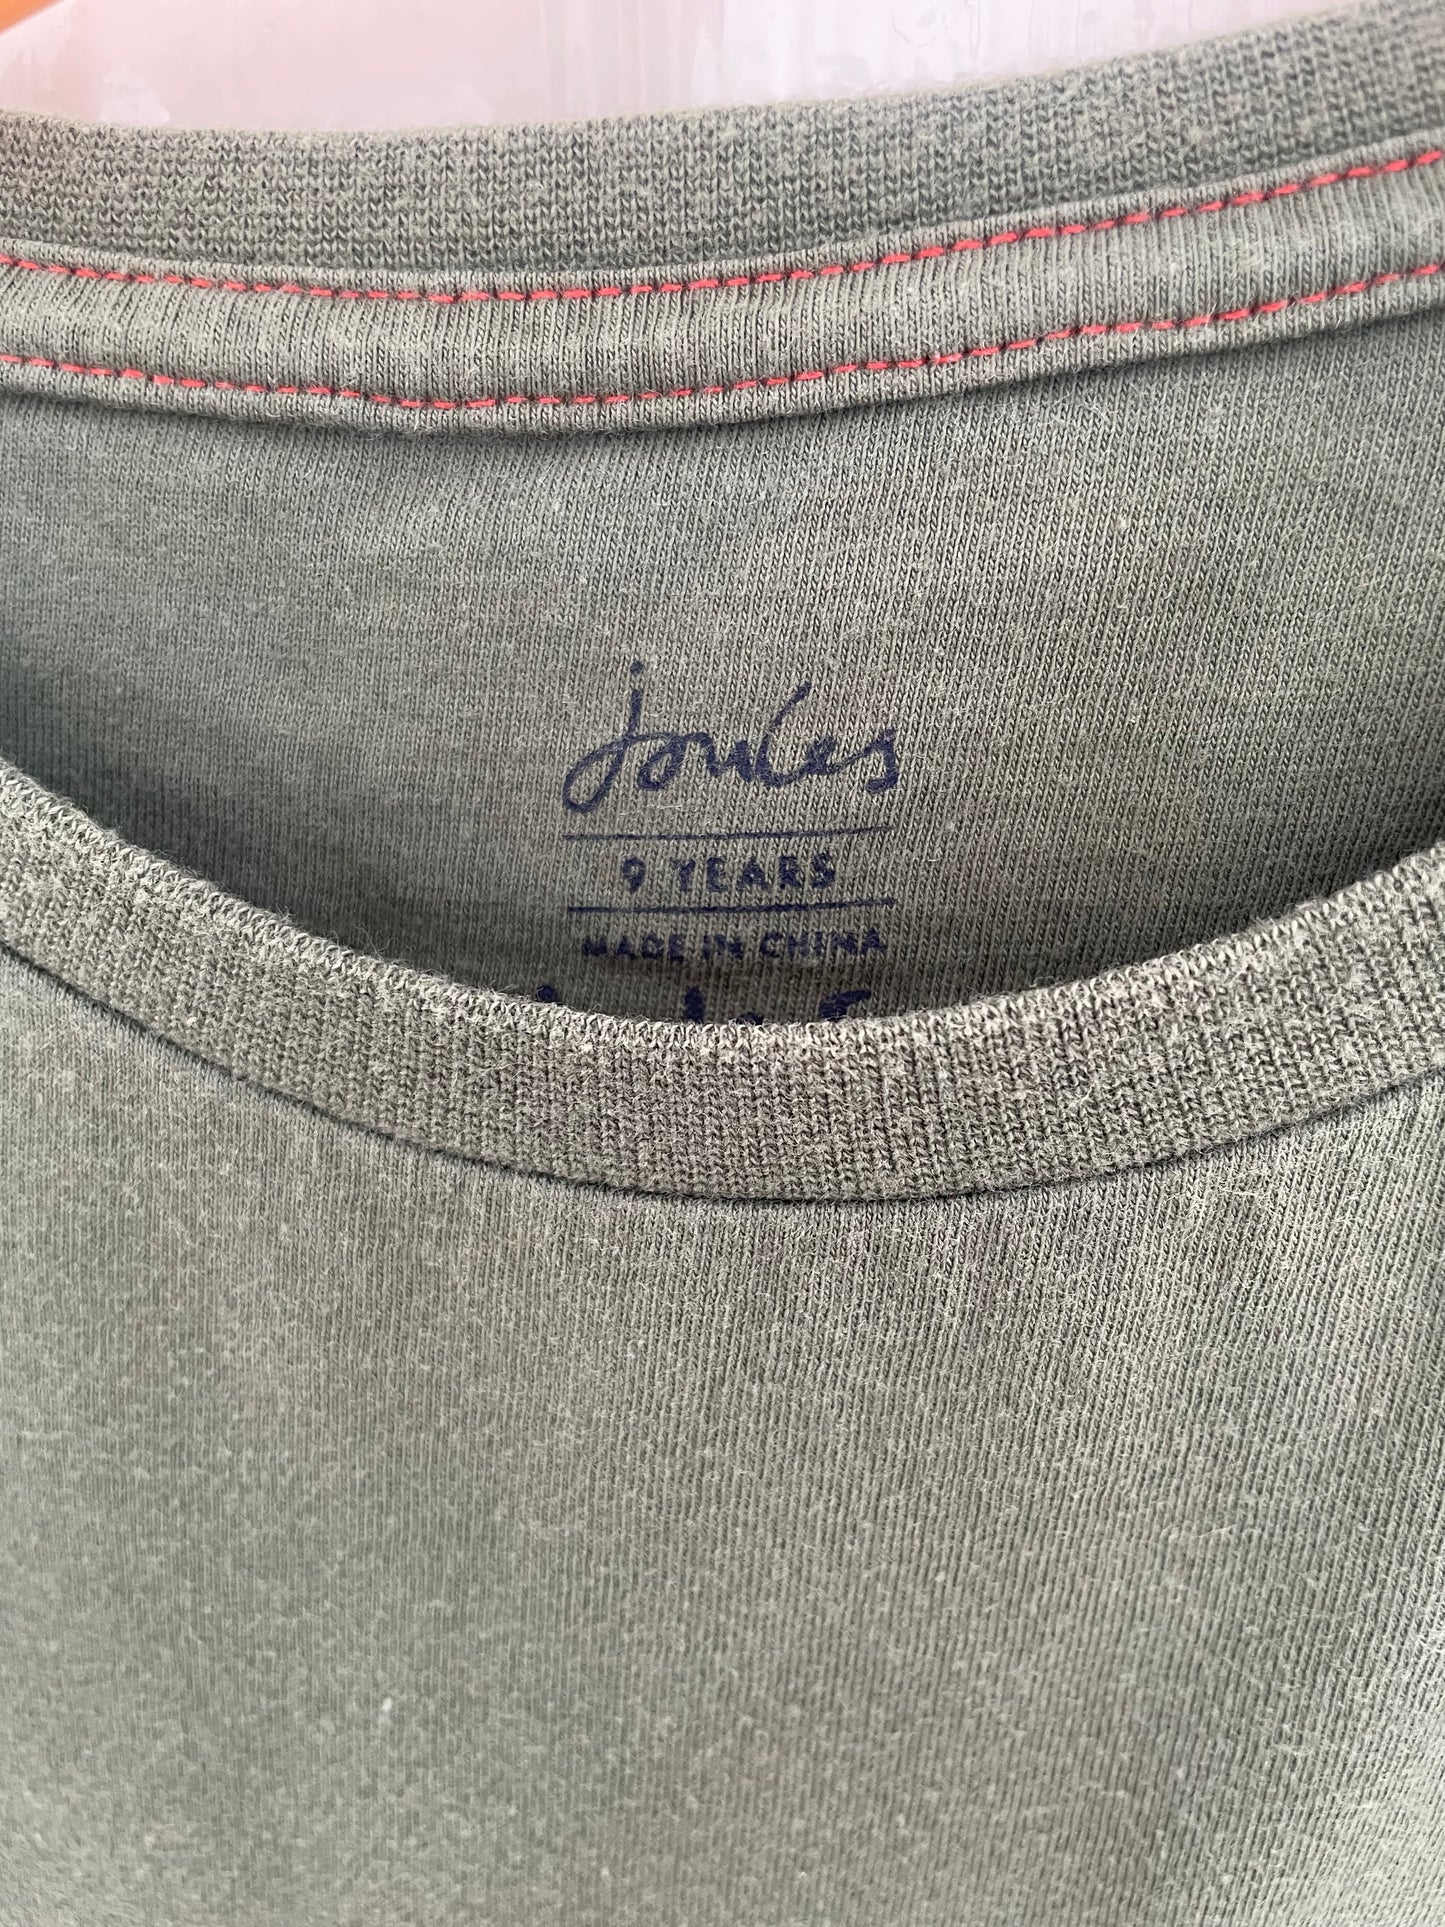 joules
9 YEARS
MADE IN CHINA